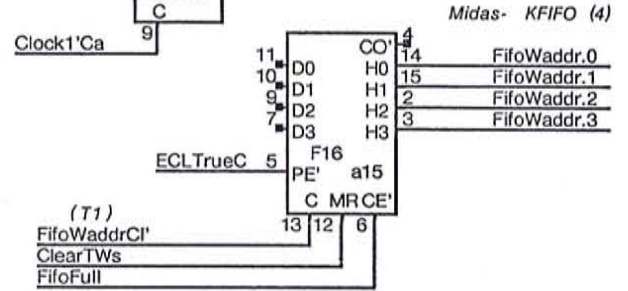 Midas- KFIFO (4)
C
9
Clock1'Ca
4
CO'
11 D0 H0 14 FifoWaddr.0
10 D1 H1 15 FifoWaddr.1
9 D2 H2 2 FifoWaddr.2
7 D3 H3 3 FifoWaddr.3
F16
ECLTrueC 5 PE' a15
C MR CE'
(T1) 13 12 6
FifoWaddrCl'
ClearTWs
FifoFull